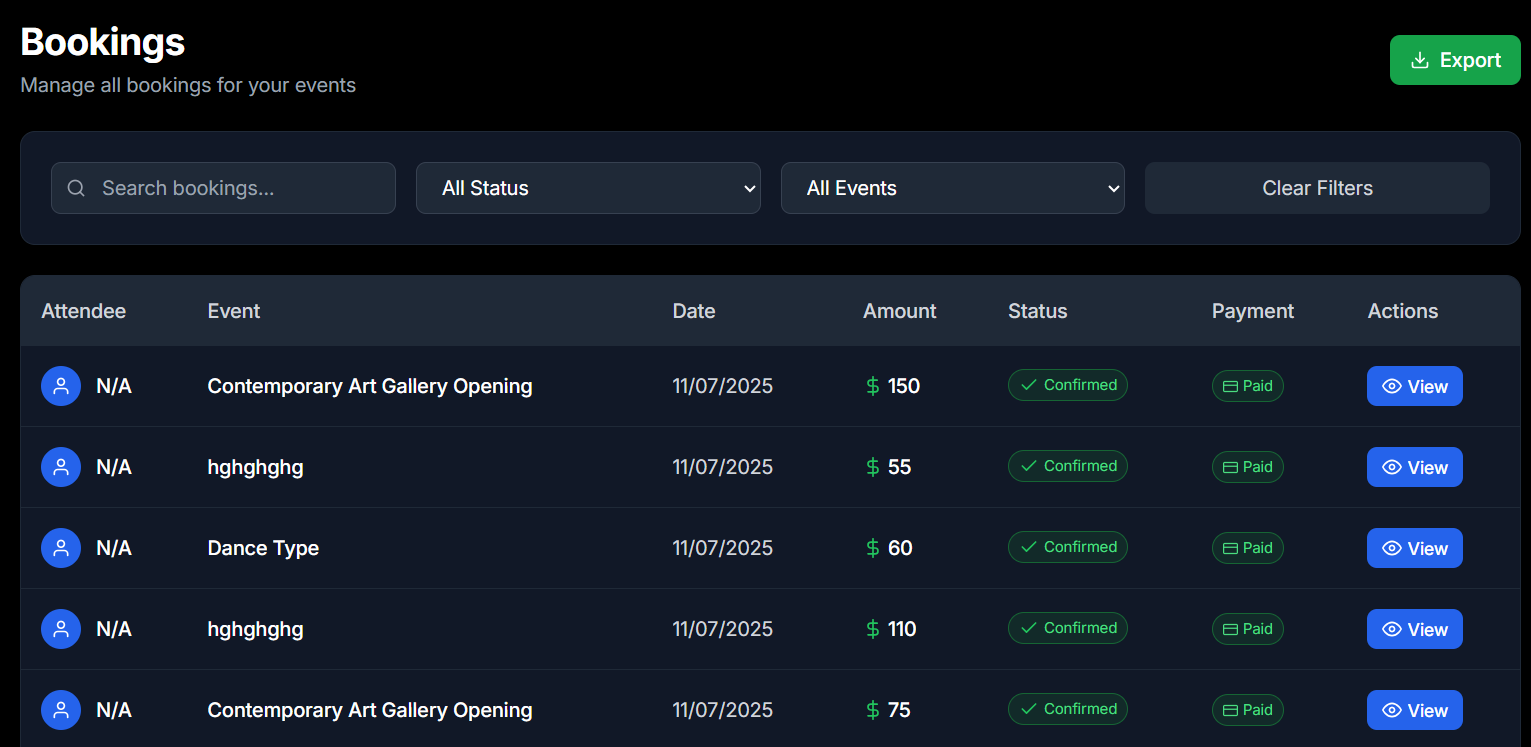 Bookings
Manage all bookings for your events
Export
Search bookings...
All Status
All Events
Clear Filters
Attendee Event Date Amount Status Payment Actions
N/A Contemporary Art Gallery Opening 11/07/2025 $ 150 Confirmed Paid View
N/A hghghghg 11/07/2025 $ 55 Confirmed Paid View
N/A Dance Type 11/07/2025 $ 60 Confirmed Paid View
N/A hghghghg 11/07/2025 $ 110 Confirmed Paid View
N/A Contemporary Art Gallery Opening 11/07/2025 $ 75 Confirmed Paid View